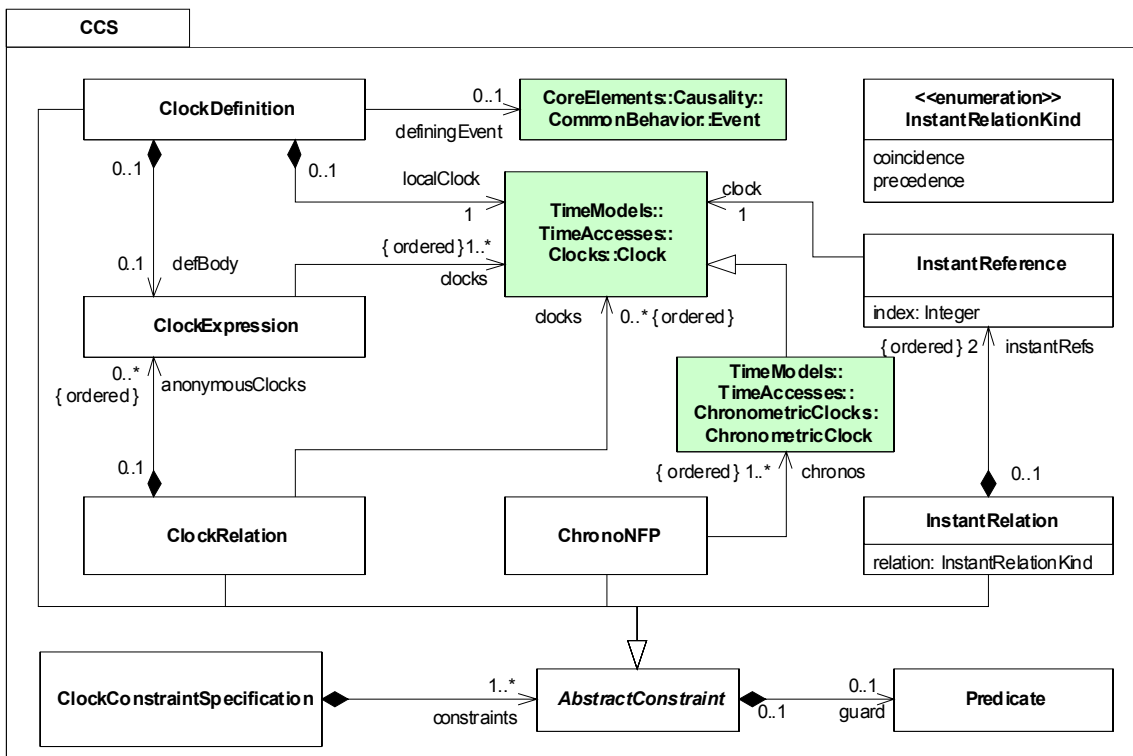 CCS
ClockDefinition
0..1
definingEvent
CoreElements::Causality::
CommonBehavior::Event
<<enumeration>>
InstantRelationKind
coincidence
precedence
0..1
0..1
localClock
1
TimeModels::
TimeAccesses::
Clocks::Clock
clock
1
0..1
defBody
{ ordered } 1..*
clocks
InstantReference
index: Integer
ClockExpression
clocks
0..* { ordered }
{ ordered } 2
instantRefs
0..*
{ ordered }
anonymousClocks
TimeModels::
TimeAccesses::
ChronometricClocks:
ChronometricClock
0..1
{ ordered } 1..*
chronos
0..1
ClockRelation
ChronoNFP
InstantRelation
relation: InstantRelationKind
ClockConstraintSpecification
1..*
constraints
AbstractConstraint
0..1
0..1
guard
Predicate